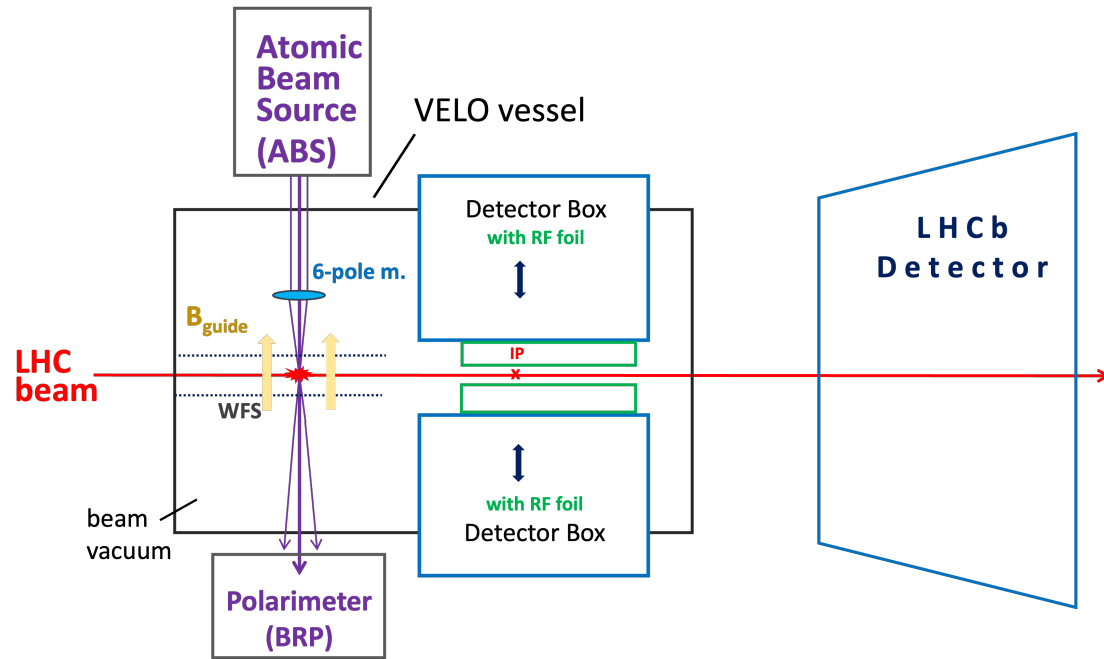 Atomic
Beam
Source
(ABS)
VELO vessel
Detector Box
with RF foil
LHCb
Detector
6-pole m.
Bguide
IP
x
LHC
beam
WFS
with RF foil
Detector Box
beam
vacuum
Polarimeter
(BRP)